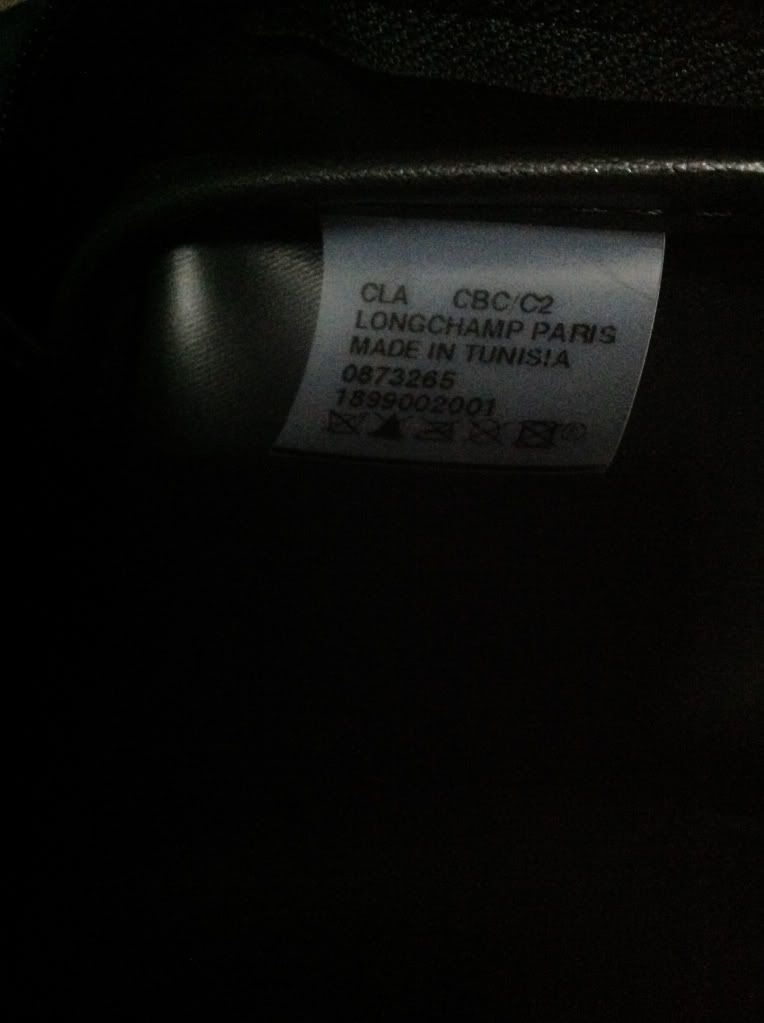 CLA CBC/C2
LONGCHAMP PARIS
MADE IN TUNISIA
0873265
1899002001